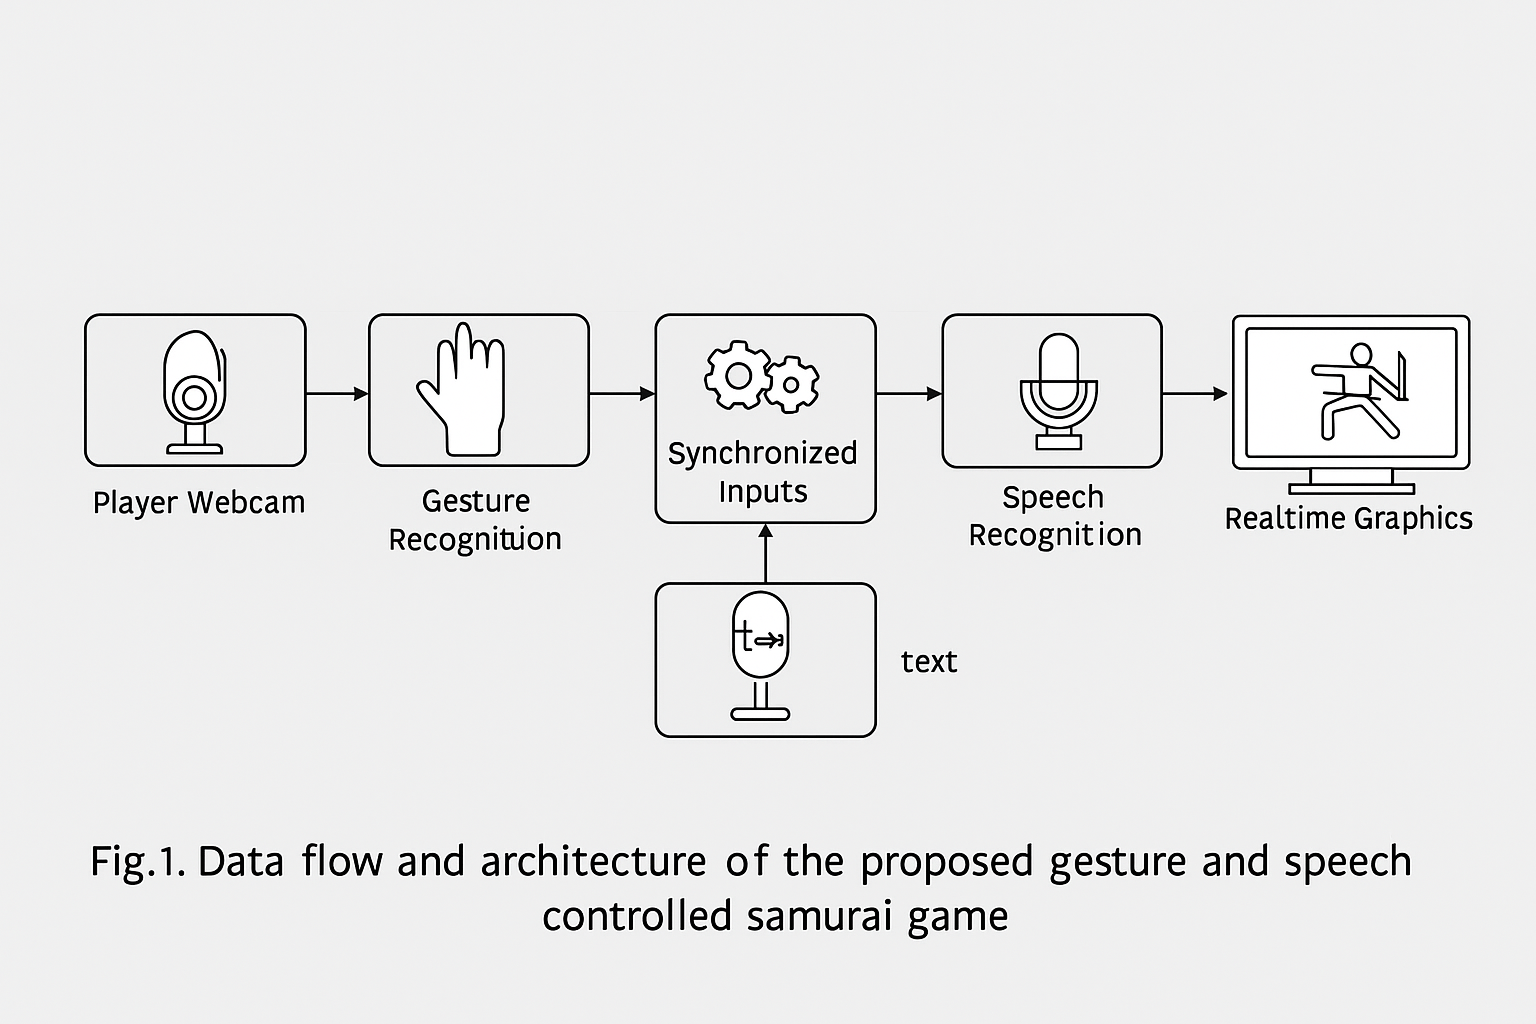 Player Webcam
Gesture
Recognituion
Synchronized
Inputs
Speech
Recognition
Realtime Graphics
t
text
Fig.1. Data flow and architecture of the proposed gesture and speech
controlled samurai game